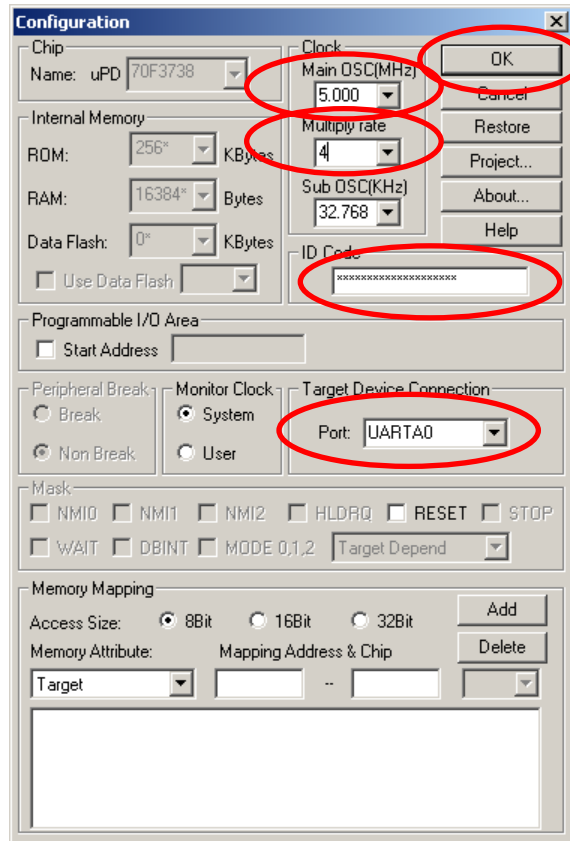 Configuration
Chip
Name: uPD 70F3738
Clock
Main OSC(MHz)
5.000
Multiply rate
4
Sub OSC(KHz)
32.768
OK
Cancel
Restore
Project...
About...
Help
Internal Memory
ROM: 256* KBytes
RAM: 16384* Bytes
Data Flash: 0* KBytes
Use Data Flash
ID Code
********************
Programmable I/O Area
Start Address
Peripheral Break
Break
Non Break
Monitor Clock
System
User
Target Device Connection
Port: UARTA0
Mask
NMI0 NMI1 NMI2 HLDRQ RESET STOP
WAIT DBINT MODE 0,1,2 Target Depend
Memory Mapping
Access Size: 8Bit 16Bit 32Bit
Add
Memory Attribute: Mapping Address & Chip
Delete
Target --